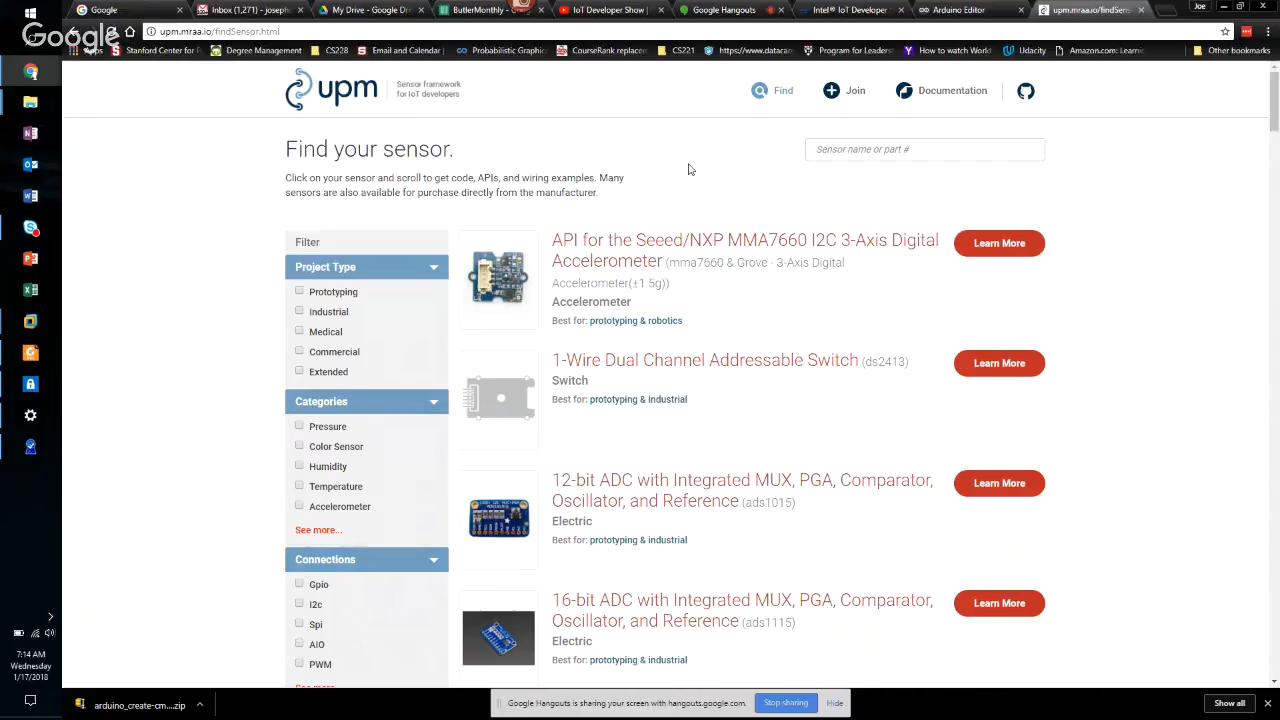 Google
Inbox (1,271) - joseph
My Drive - Google Dri
ButlerMonthly - Goog
IoT Developer Show |
Google Hangouts
Intel® IoT Developer
Arduino Editor
upm.mraa.io/findSens
Joe
Google
upm.mraa.io/findSensor.html
Apps
Stanford Center for
Degree Management
CS228
Email and Calendar |
Probabilistic Graphic
CourseRank replacem
CS221
https://www.datacam
Program for Leaders
How to watch World
Udacity
Amazon.com: Learni
Other bookmarks
upm
Sensor framework
for IoT developers
Find
Join
Documentation
Find your sensor.
Sensor name or part #
Click on your sensor and scroll to get code, APIs, and wiring examples. Many
sensors are also available for purchase directly from the manufacturer.
Filter
Project Type
Prototyping
Industrial
Medical
Commercial
Extended
Categories
Pressure
Color Sensor
Humidity
Temperature
Accelerometer
See more...
Connections
Gpio
I2c
Spi
AIO
PWM
API for the Seeed/NXP MMA7660 I2C 3-Axis Digital
Accelerometer (mma7660 & Grove - 3-Axis Digital
Accelerometer(±1.5g))
Accelerometer
Best for: prototyping & robotics
Learn More
1-Wire Dual Channel Addressable Switch (ds2413)
Switch
Best for: prototyping & industrial
Learn More
12-bit ADC with Integrated MUX, PGA, Comparator,
Oscillator, and Reference (ads1015)
Electric
Best for: prototyping & industrial
Learn More
16-bit ADC with Integrated MUX, PGA, Comparator,
Oscillator, and Reference (ads1115)
Electric
Best for: prototyping & industrial
Learn More
7:14 AM
Wednesday
1/17/2018
arduino_create-cm....zip
Google Hangouts is sharing your screen with hangouts.google.com.
Stop sharing
Hide
Show all